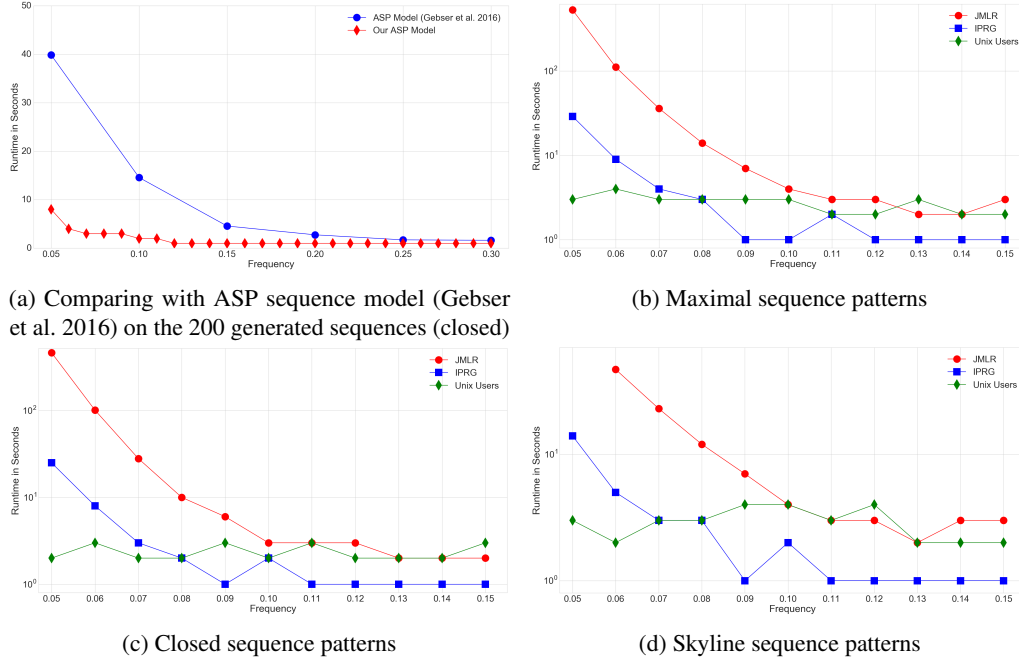 ASP Model (Gebser et al. 2016)
Our ASP Model
Runtime in Seconds
50
40
30
20
10
0
0.05 0.10 0.15 0.20 0.25 0.30
Frequency
(a) Comparing with ASP sequence model (Gebser
et al. 2016) on the 200 generated sequences (closed)
JMLR
IPRG
Unix Users
Runtime in Seconds
10²
10¹
10⁰
0.05 0.06 0.07 0.08 0.09 0.10 0.11 0.12 0.13 0.14 0.15
Frequency
(b) Maximal sequence patterns
JMLR
IPRG
Unix Users
Runtime in Seconds
10²
10¹
10⁰
0.05 0.06 0.07 0.08 0.09 0.10 0.11 0.12 0.13 0.14 0.15
Frequency
(c) Closed sequence patterns
JMLR
IPRG
Unix Users
Runtime in Seconds
10¹
10⁰
0.05 0.06 0.07 0.08 0.09 0.10 0.11 0.12 0.13 0.14 0.15
Frequency
(d) Skyline sequence patterns